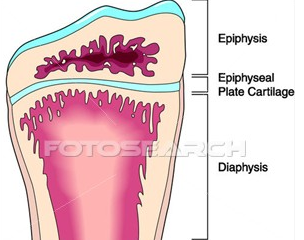 Epiphysis
Epiphyseal
Plate Cartilage
FOTOSEARCH
Diaphysis